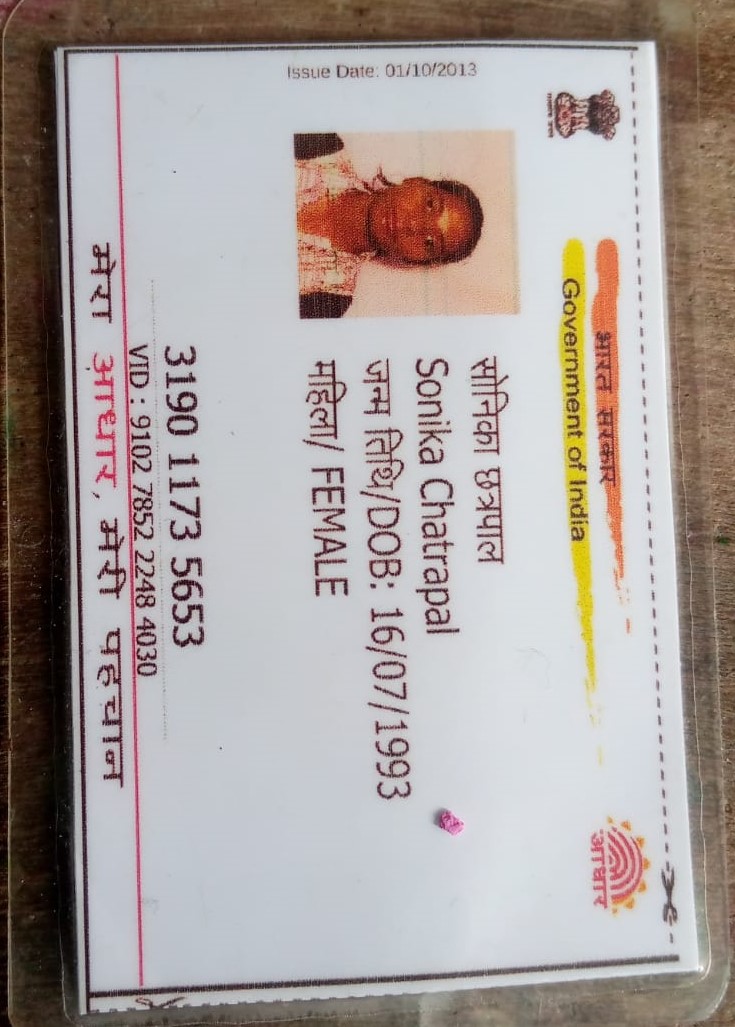 भारत सरकार
Government of India
Issue Date: 01/10/2013
सोनिका छत्रपाल
Sonika Chatrapal
जन्म तिथि/DOB: 16/07/1993
महिला/ FEMALE
3190 1173 5653
VID : 9102 7852 2248 4030
मेरा आधार, मेरी पहचान
आधार